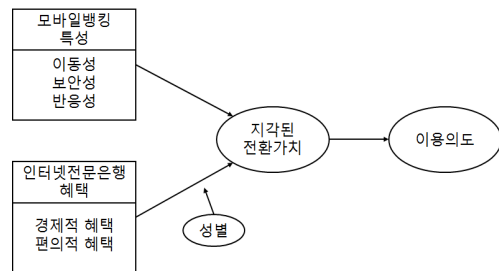 모바일뱅킹
특성
이동성
보안성
반응성
지각된
전환가치
이용의도
인터넷전문은행
혜택
경제적 혜택
편의적 혜택
성별